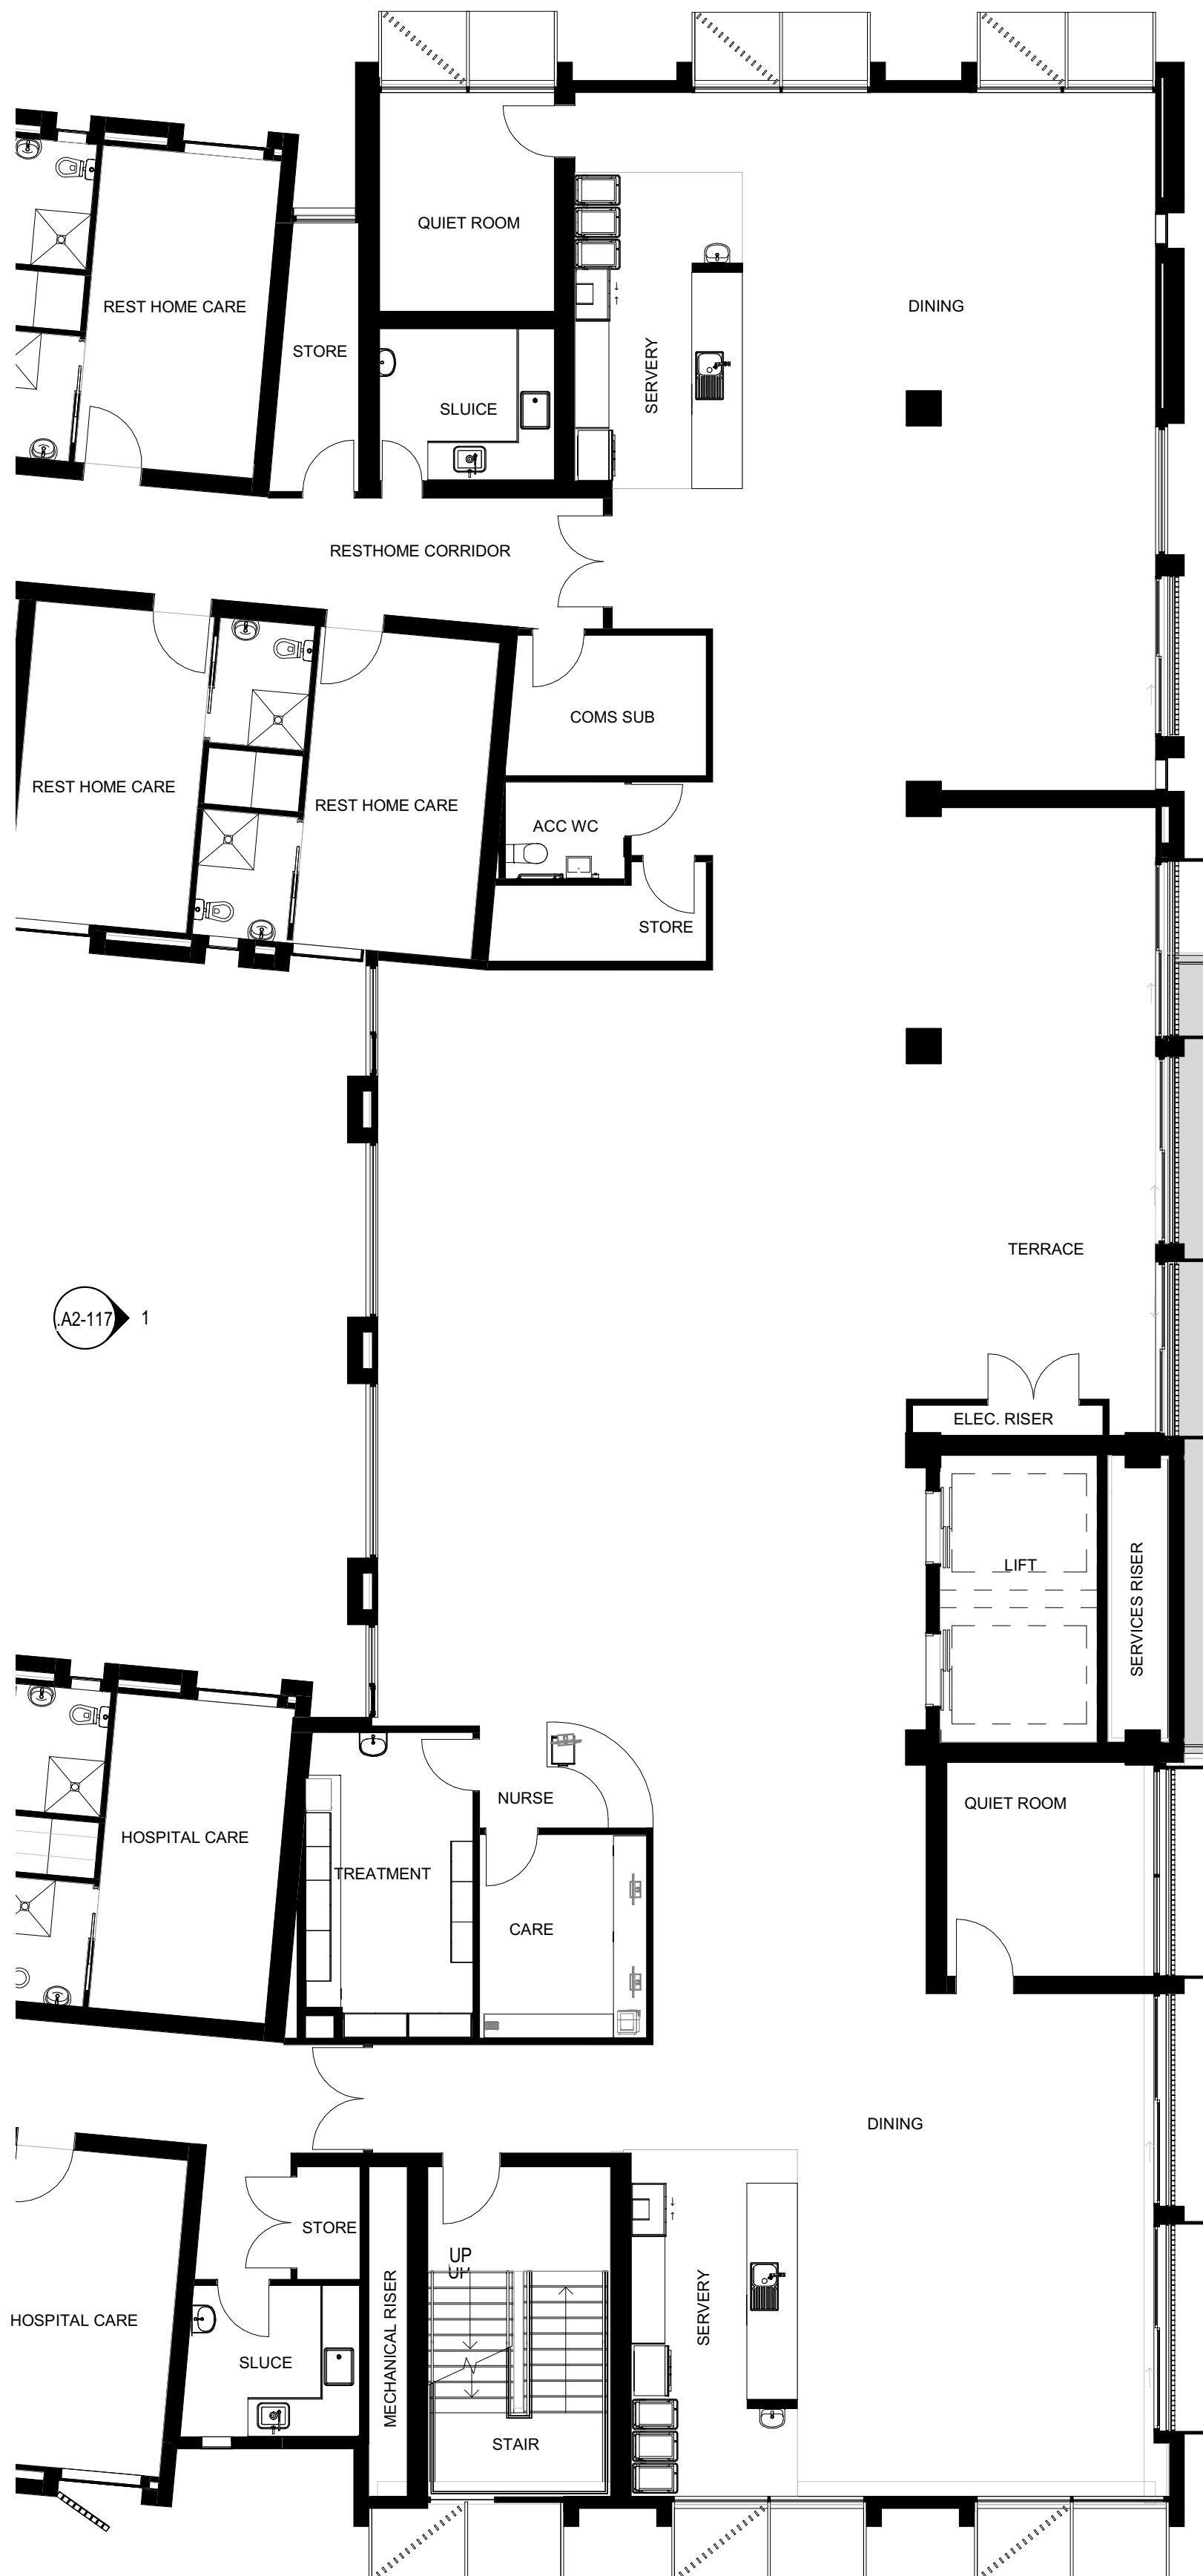 QUIET ROOM
REST HOME CARE
DINING
STORE
SERVERY
SLUICE
RESTHOME CORRIDOR
COMS SUB
REST HOME CARE
REST HOME CARE
ACC WC
STORE
TERRACE
.A2-117
1
ELEC. RISER
LIFT
SERVICES RISER
NURSE
QUIET ROOM
HOSPITAL CARE
TREATMENT
CARE
DINING
STORE
UP
UP
MECHANICAL RISER
SERVERY
HOSPITAL CARE
SLUCE
STAIR